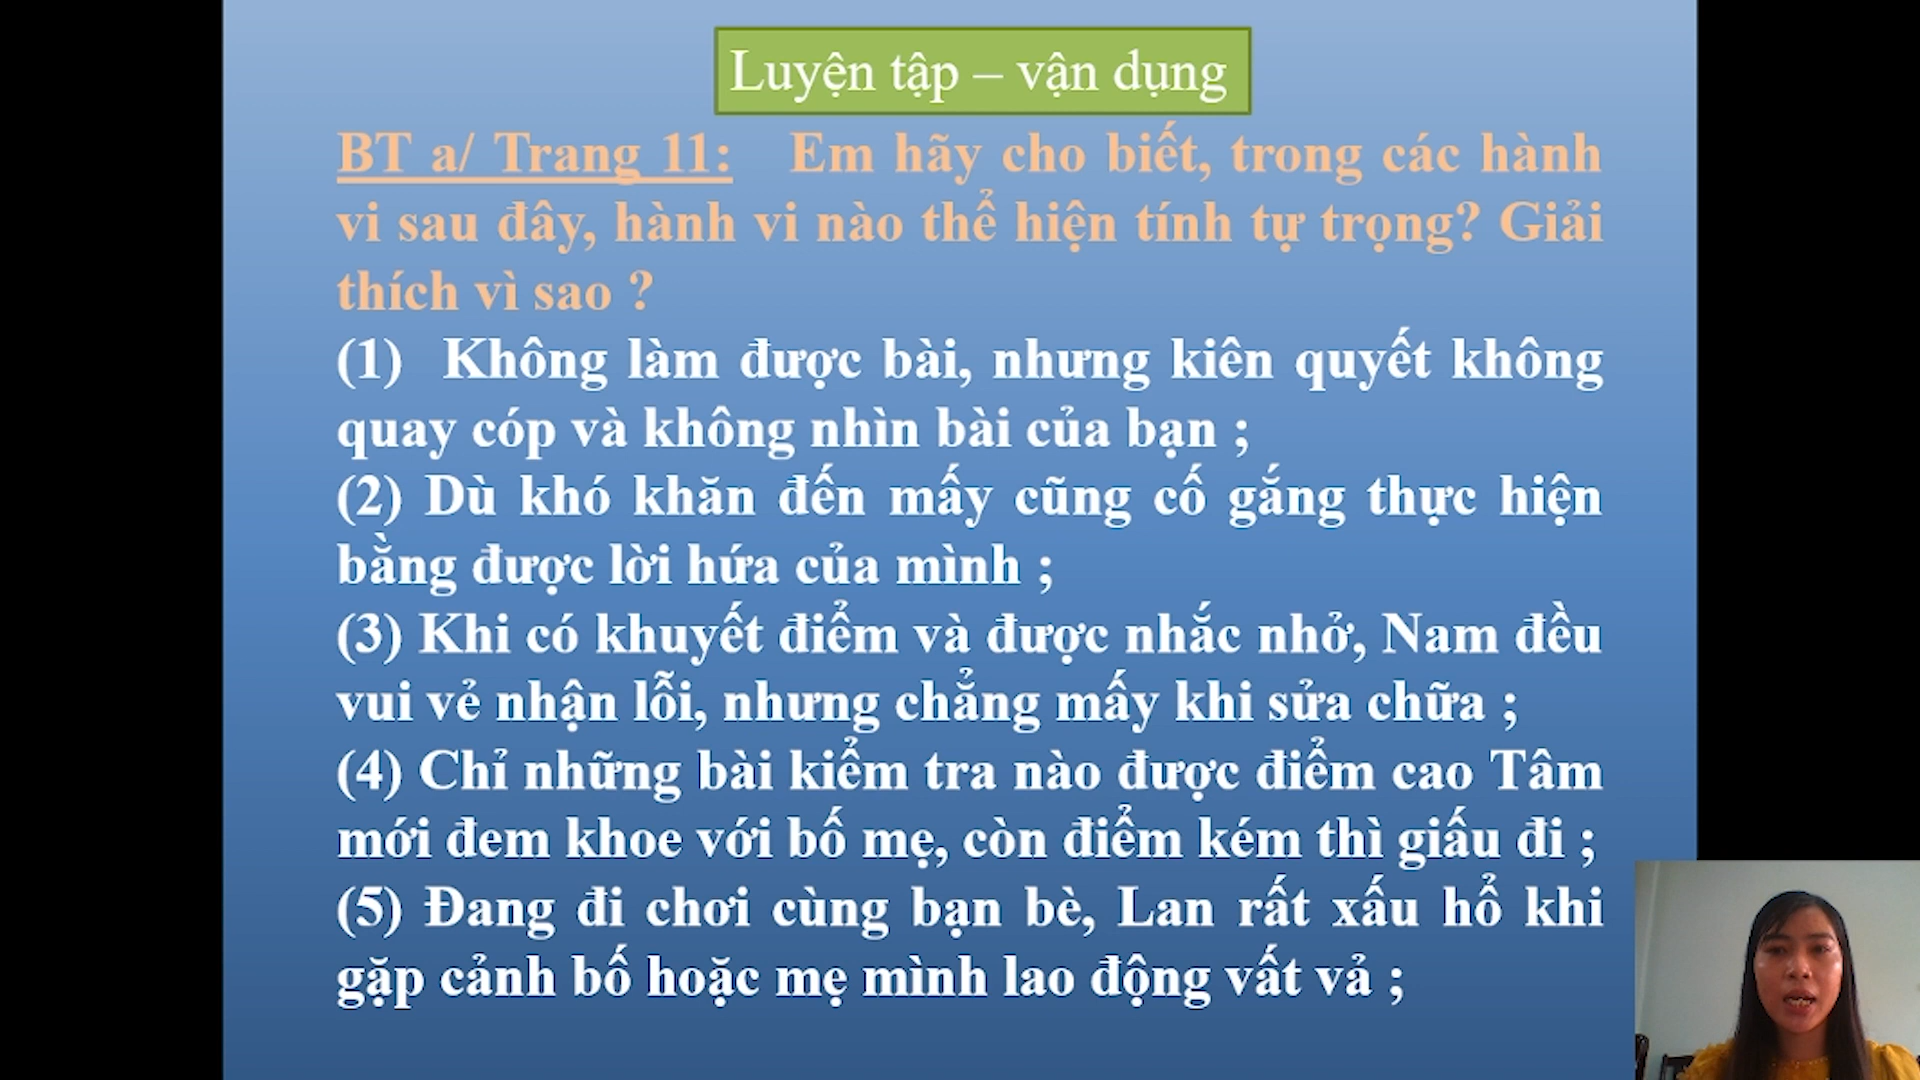 Luyện tập – vận dụng
BT a/ Trang 11: Em hãy cho biết, trong các hành
vi sau đây, hành vi nào thể hiện tính tự trọng? Giải
thích vì sao ?
(1) Không làm được bài, nhưng kiên quyết không
quay cóp và không nhìn bài của bạn ;
(2) Dù khó khăn đến mấy cũng cố gắng thực hiện
bằng được lời hứa của mình ;
(3) Khi có khuyết điểm và được nhắc nhở, Nam đều
vui vẻ nhận lỗi, nhưng chẳng mấy khi sửa chữa ;
(4) Chỉ những bài kiểm tra nào được điểm cao Tâm
mới đem khoe với bố mẹ, còn điểm kém thì giấu đi ;
(5) Đang đi chơi cùng bạn bè, Lan rất xấu hổ khi
gặp cảnh bố hoặc mẹ mình lao động vất vả ;